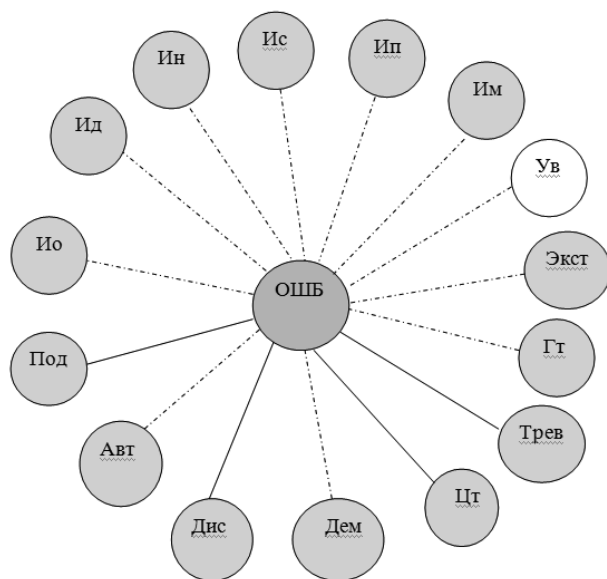 Ис
Ип
Ин
Им
Ид
Ув
Ио
Экст
ОШБ
Гт
Под
Трев
Авт
Цт
Дис
Дем